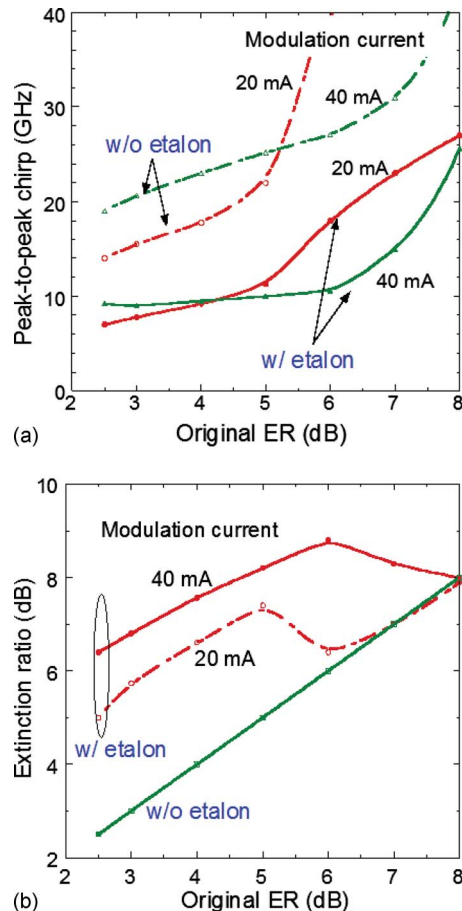 40
Modulation current
20 mA
40 mA
30
w/o etalon
20 mA
20
10
40 mA
w/ etalon
0
2 3 4 5 6 7 8
Peak-to-peak chirp (GHz)
Original ER (dB)
(a)
10
Modulation current
40 mA
8
20 mA
6
w/ etalon
4
w/o etalon
2
2 3 4 5 6 7 8
Extinction ratio (dB)
Original ER (dB)
(b)